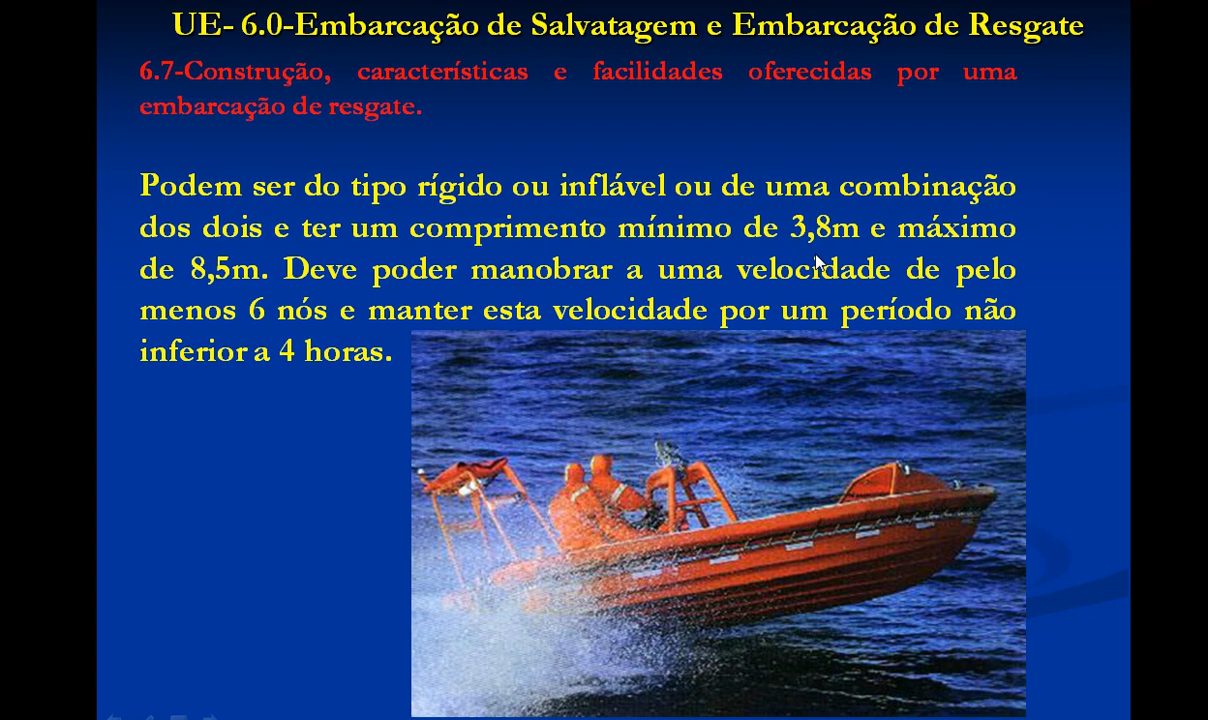 UE- 6.0-Embarcação de Salvatagem e Embarcação de Resgate
6.7-Construção, características e facilidades oferecidas por uma
embarcação de resgate.
Podem ser do tipo rígido ou inflável ou de uma combinação
dos dois e ter um comprimento mínimo de 3,8m e máximo
de 8,5m. Deve poder manobrar a uma velocidade de pelo
menos 6 nós e manter esta velocidade por um período não
inferior a 4 horas.